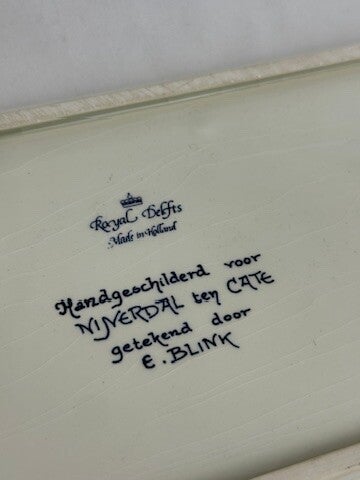 Royal Delfts
Made in Holland
Handgeschilderd voor
NIJVERDAL ten CATE
getekend door
E. BLINK